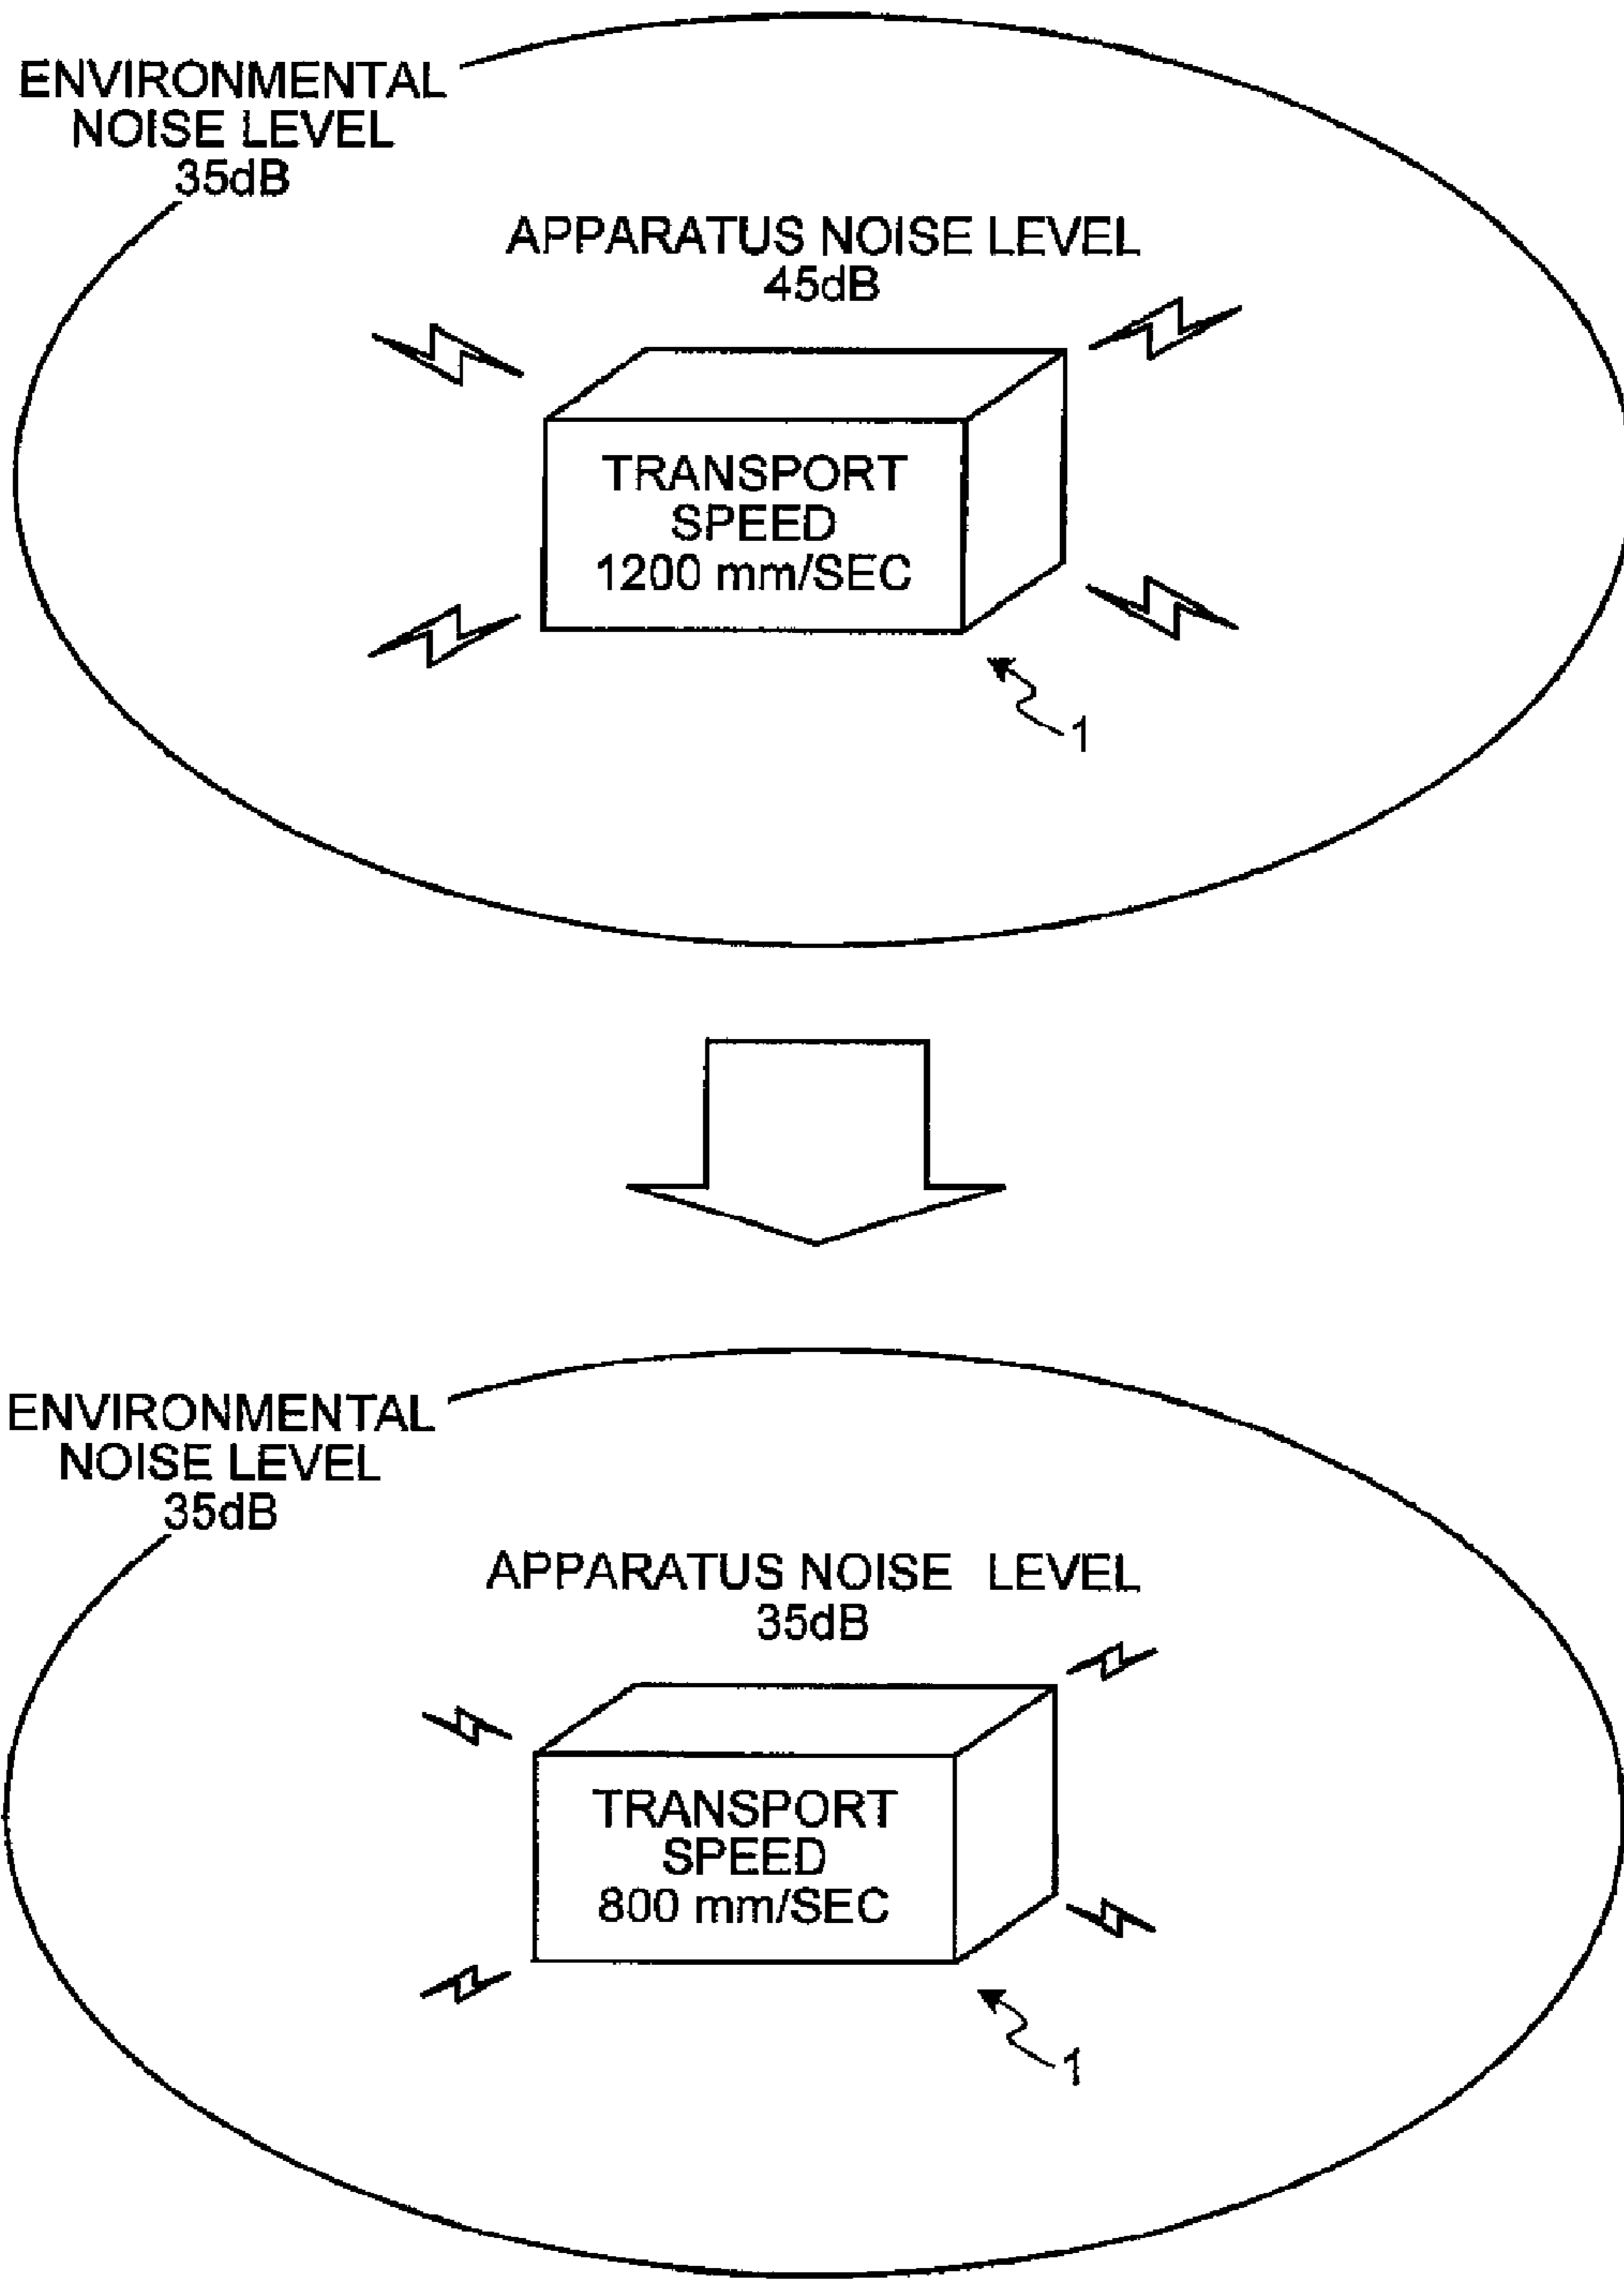 ENVIRONMENTAL
NOISE LEVEL
35dB
APPARATUS NOISE LEVEL
45dB
TRANSPORT
SPEED
1200 mm/SEC
1
ENVIRONMENTAL
NOISE LEVEL
35dB
APPARATUS NOISE LEVEL
35dB
TRANSPORT
SPEED
800 mm/SEC
1